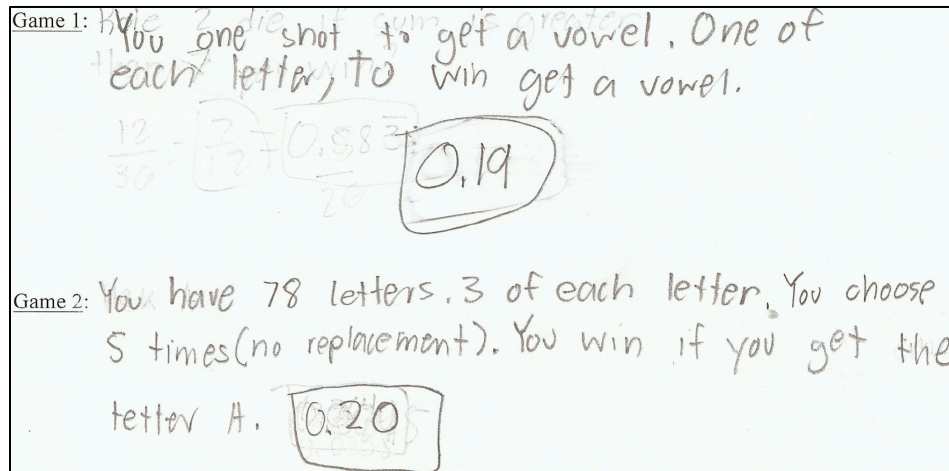 Game 1: You one shot to get a vowel. One of
each letter, to win get a vowel.
0.19
Game 2: You have 78 letters. 3 of each letter. You choose
5 times (no replacement). You win if you get the
letter A. 0.20